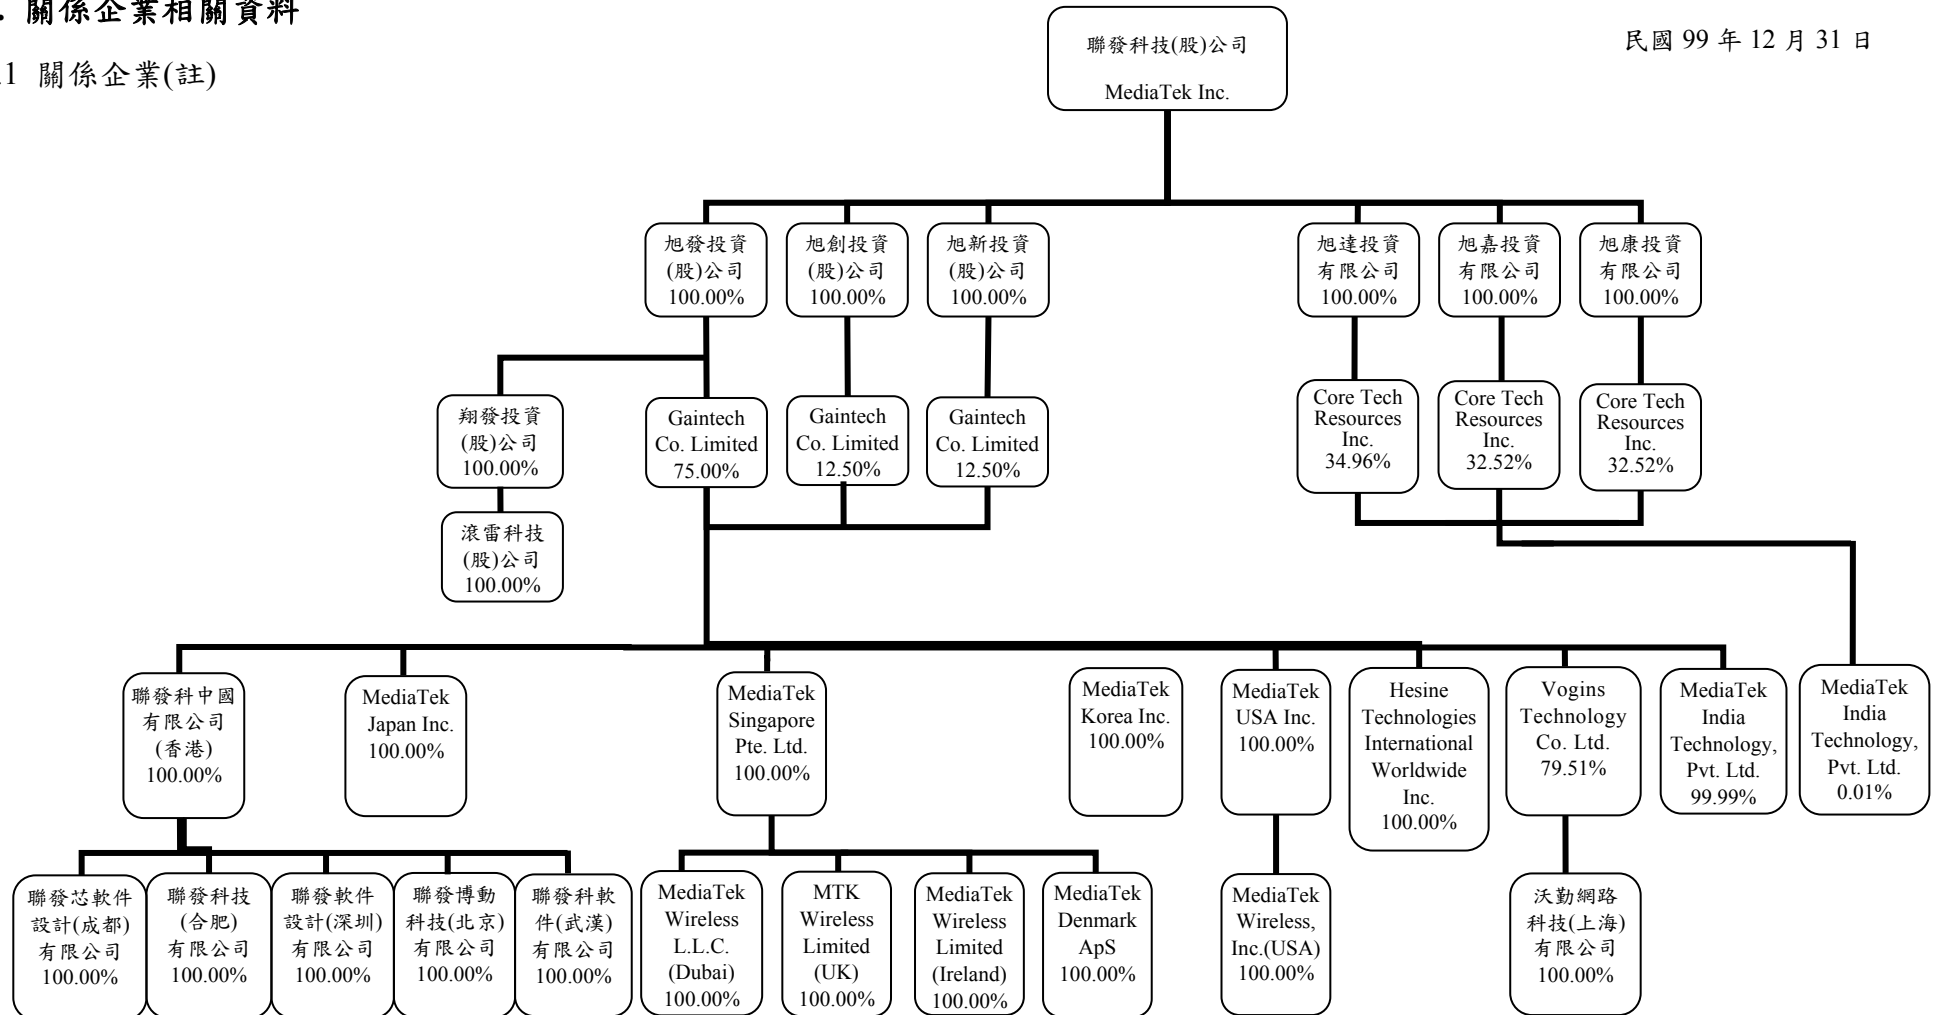 . 關係企業相關資料
1 關係企業(註)
民國 99 年 12 月 31 日
聯發科技(股)公司
MediaTek Inc.
旭發投資
(股)公司
100.00%
旭創投資
(股)公司
100.00%
旭新投資
(股)公司
100.00%
旭達投資
有限公司
100.00%
旭嘉投資
有限公司
100.00%
旭康投資
有限公司
100.00%
翔發投資
(股)公司
100.00%
Gaintech
Co. Limited
75.00%
Gaintech
Co. Limited
12.50%
Gaintech
Co. Limited
12.50%
Core Tech
Resources
Inc.
34.96%
Core Tech
Resources
Inc.
32.52%
Core Tech
Resources
Inc.
32.52%
滾雷科技
(股)公司
100.00%
聯發科中國
有限公司
(香港)
100.00%
MediaTek
Japan Inc.
100.00%
MediaTek
Singapore
Pte. Ltd.
100.00%
MediaTek
Korea Inc.
100.00%
MediaTek
USA Inc.
100.00%
Hesine
Technologies
International
Worldwide
Inc.
100.00%
Vogins
Technology
Co. Ltd.
79.51%
MediaTek
India
Technology,
Pvt. Ltd.
99.99%
MediaTek
India
Technology,
Pvt. Ltd.
0.01%
聯發芯軟件
設計(成都)
有限公司
100.00%
聯發科技
(合肥)
有限公司
100.00%
聯發軟件
設計(深圳)
有限公司
100.00%
聯發博動
科技(北京)
有限公司
100.00%
聯發科軟
件(武漢)
有限公司
100.00%
MediaTek
Wireless
L.L.C.
(Dubai)
100.00%
MTK
Wireless
Limited
(UK)
100.00%
MediaTek
Wireless
Limited
(Ireland)
100.00%
MediaTek
Denmark
ApS
100.00%
MediaTek
Wireless,
Inc.(USA)
100.00%
沃勤網路
科技(上海)
有限公司
100.00%